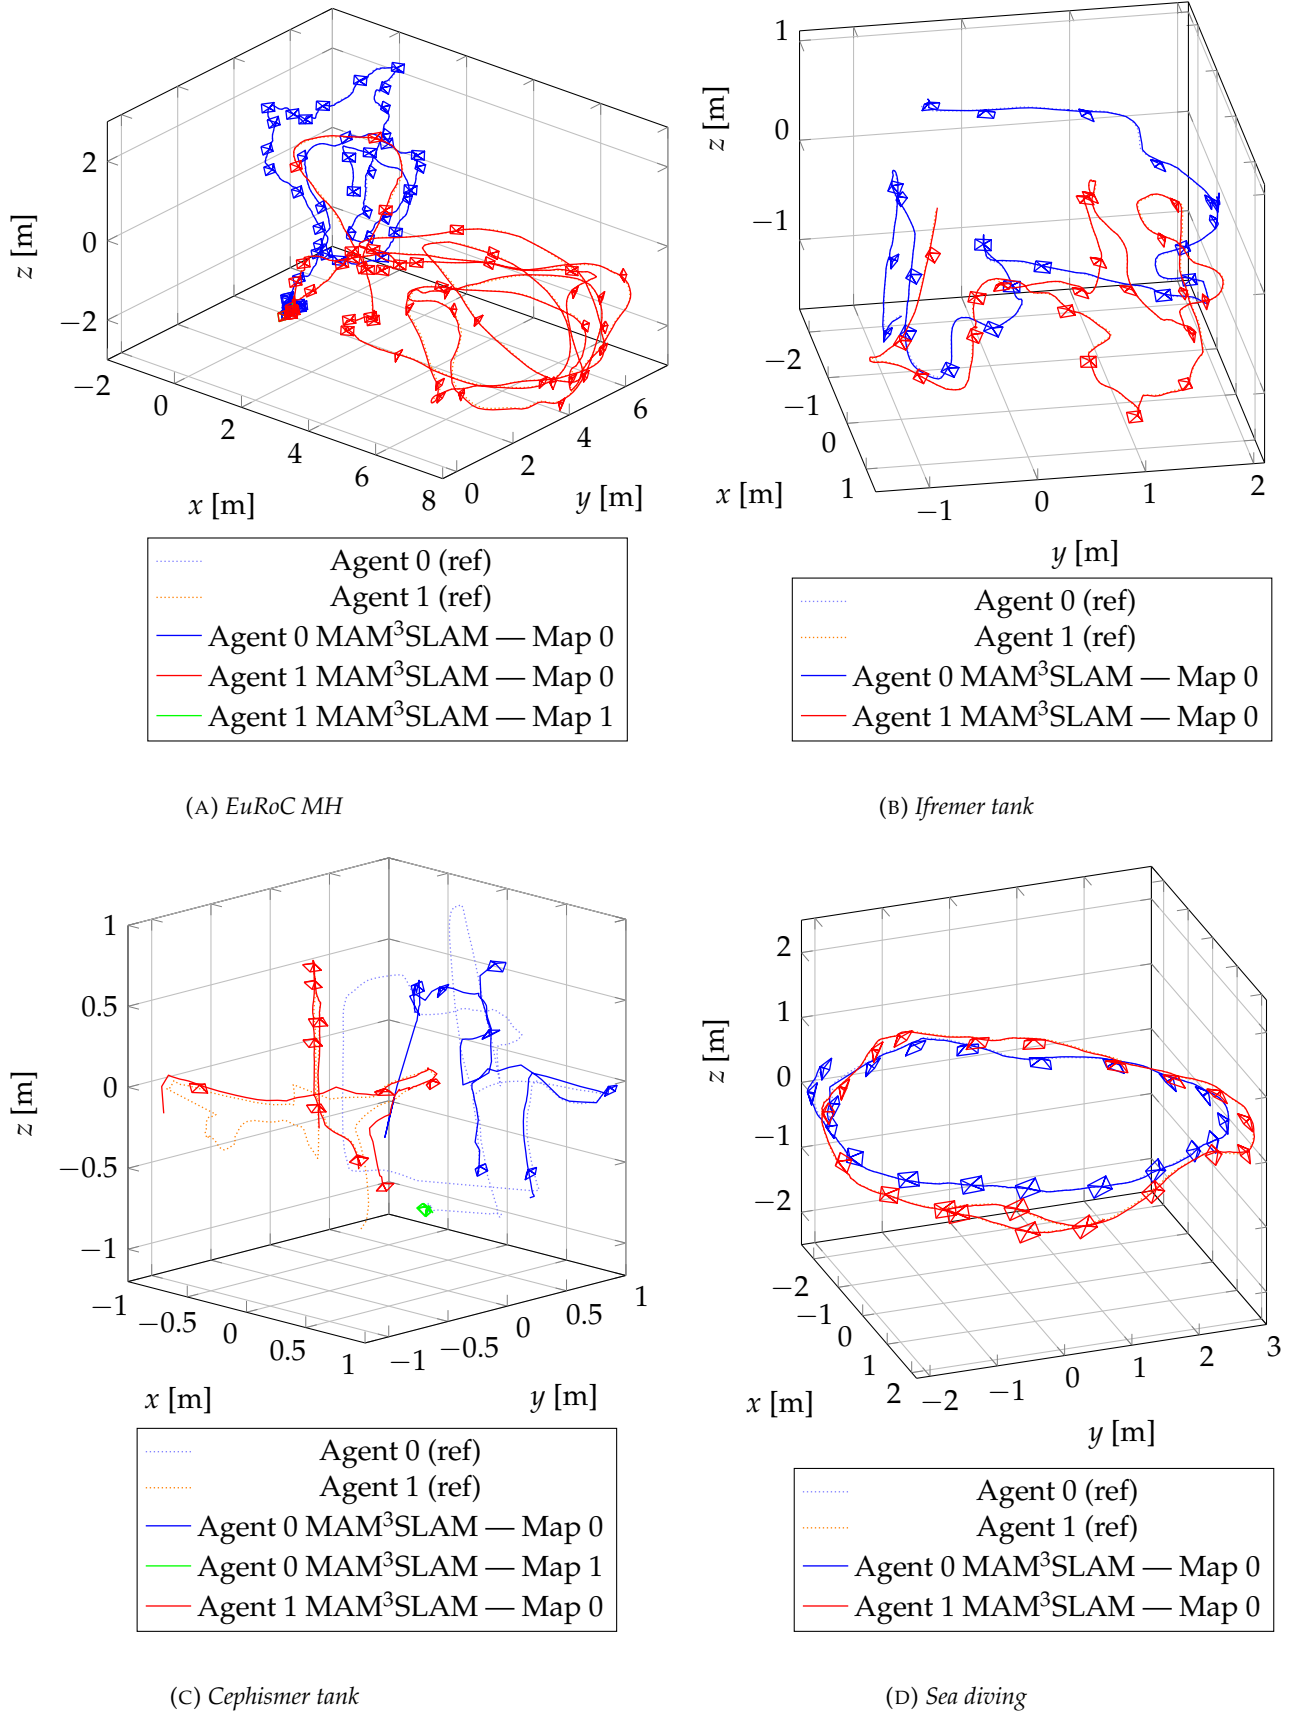 z [m]
2
0
−2
−2
0
2
4
6
8
0
2
4
6
x [m]
y [m]
Agent 0 (ref)
Agent 1 (ref)
Agent 0 MAM³SLAM — Map 0
Agent 1 MAM³SLAM — Map 0
Agent 1 MAM³SLAM — Map 1
(A) EuRoC MH
z [m]
1
0
−1
−2
−1
0
1
−1
0
1
2
x [m]
y [m]
Agent 0 (ref)
Agent 1 (ref)
Agent 0 MAM³SLAM — Map 0
Agent 1 MAM³SLAM — Map 0
(B) Ifremer tank
z [m]
1
0.5
0
−0.5
−1
−1
−0.5
0
0.5
1
−1
−0.5
0
0.5
1
x [m]
y [m]
Agent 0 (ref)
Agent 1 (ref)
Agent 0 MAM³SLAM — Map 0
Agent 0 MAM³SLAM — Map 1
Agent 1 MAM³SLAM — Map 0
(C) Cephismer tank
z [m]
2
1
0
−1
−2
−2
−1
0
1
2
−2
−1
0
1
2
3
x [m]
y [m]
Agent 0 (ref)
Agent 1 (ref)
Agent 0 MAM³SLAM — Map 0
Agent 1 MAM³SLAM — Map 0
(D) Sea diving